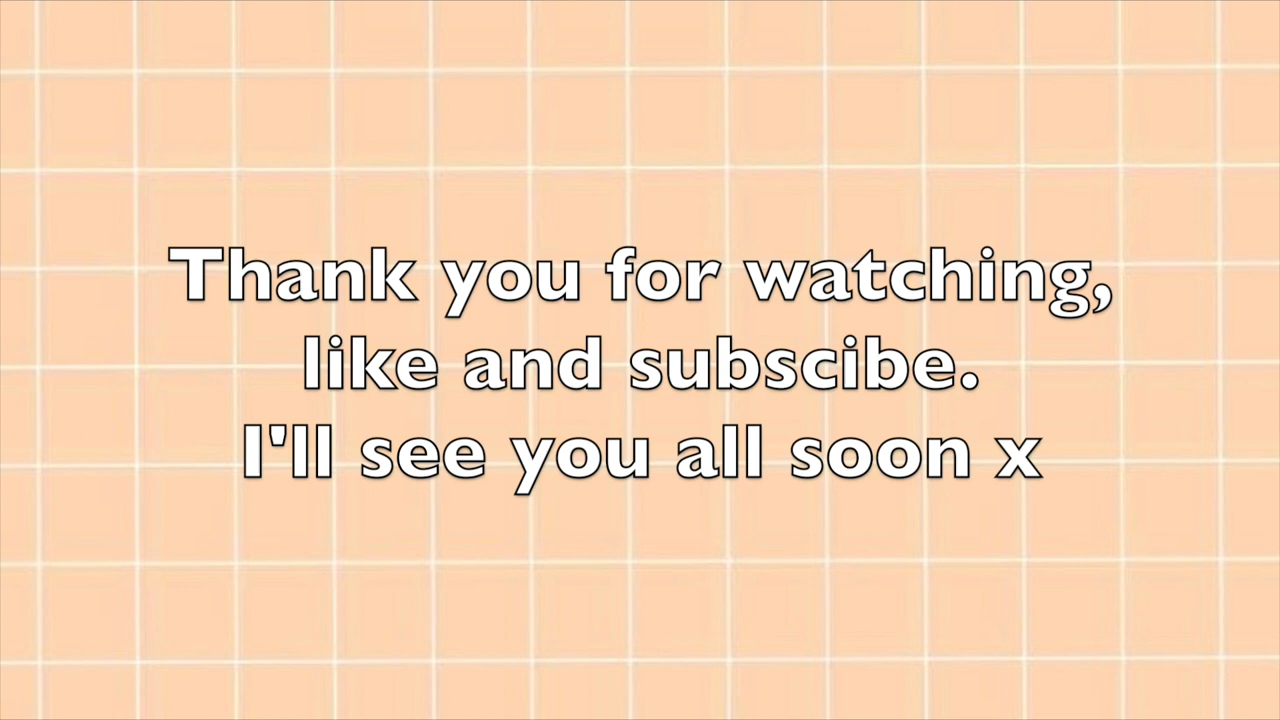 Thank you for watching,
like and subscibe.
I'll see you all soon x